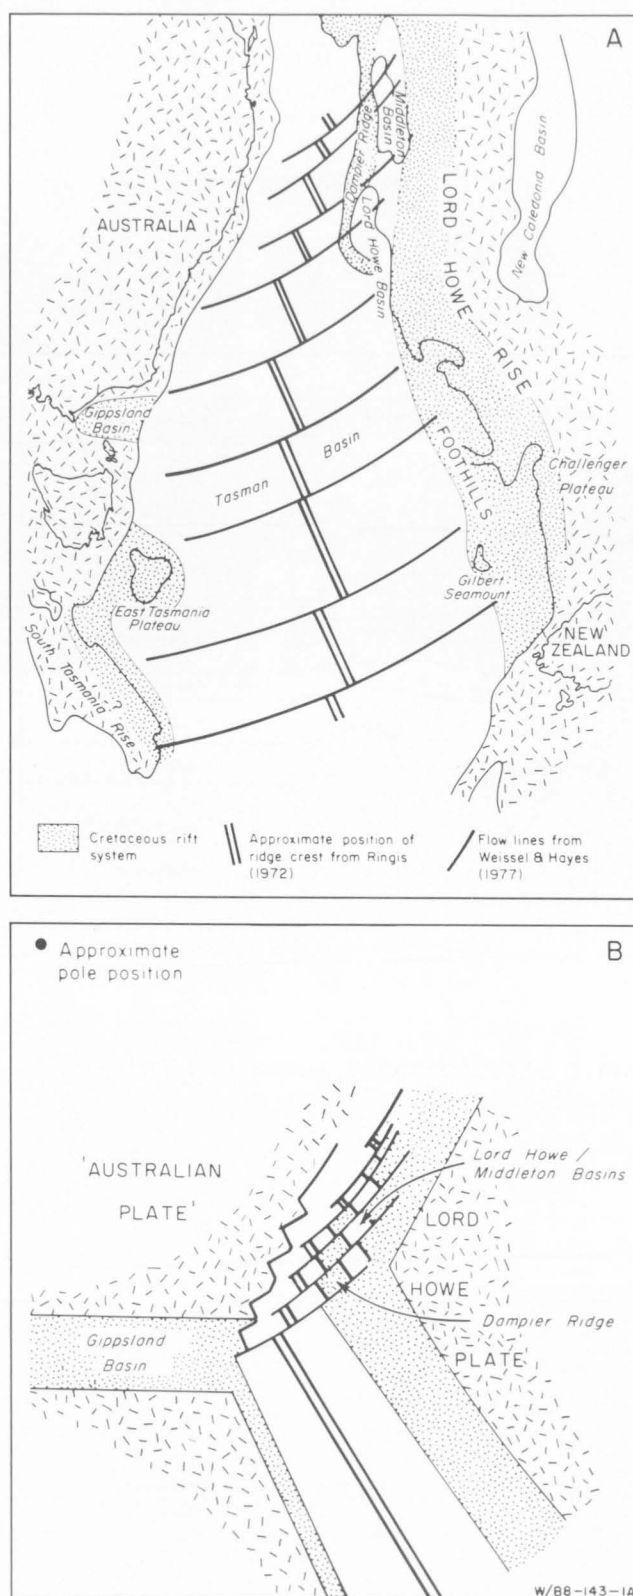 A
AUSTRALIA
Dampier Ridge
Middleton
Basin
Lord Howe Basin
LORD HOWE RISE
New Caledonia Basin
Gippsland
Basin
FOOTHILLS
Tasman Basin
Challenger
Plateau
East Tasmania
Plateau
Gilbert
Seamount
NEW
ZEALAND
South Tasmania Rise
?
Cretaceous rift
system
Approximate position of
ridge crest from Ringis
(1972)
Flow lines from
Weissel & Hayes
(1977)
B
Approximate
pole position
'AUSTRALIAN
PLATE'
Lord Howe /
Middleton Basins
LORD
HOWE
PLATE'
Dampier Ridge
Gippsland
Basin
W/B8-143-1A